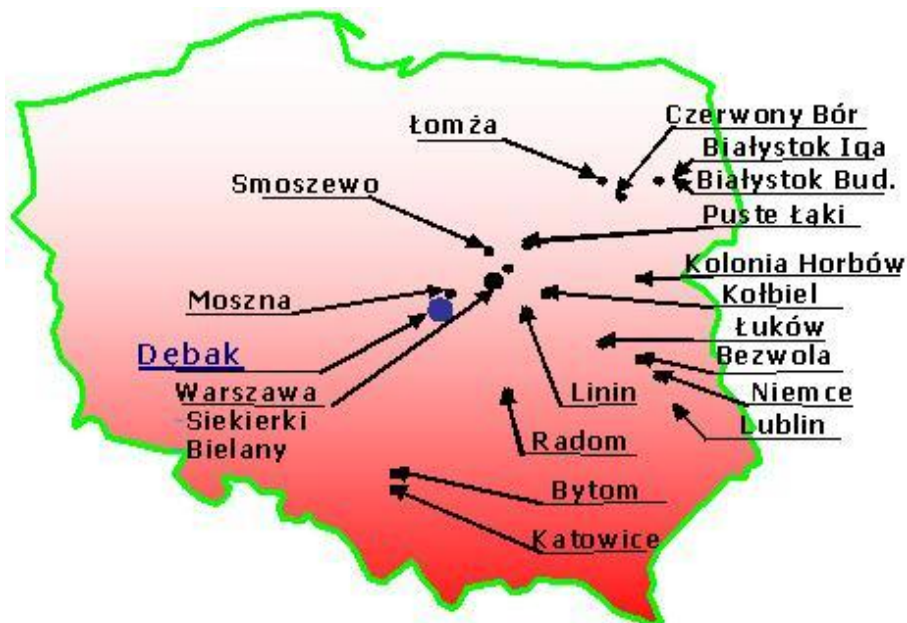 Czerwony Bór
Łomża
Białystok Iqa
Smoszewo
Białystok Bud.
Puste Łąki
Kolonia Horbów
Moszna
Kołbiel
Łuków
Dębak
Bezwola
Warszawa
Linin
Niemce
Siekierki
Lublin
Bielany
Radom
Bytom
Katowice